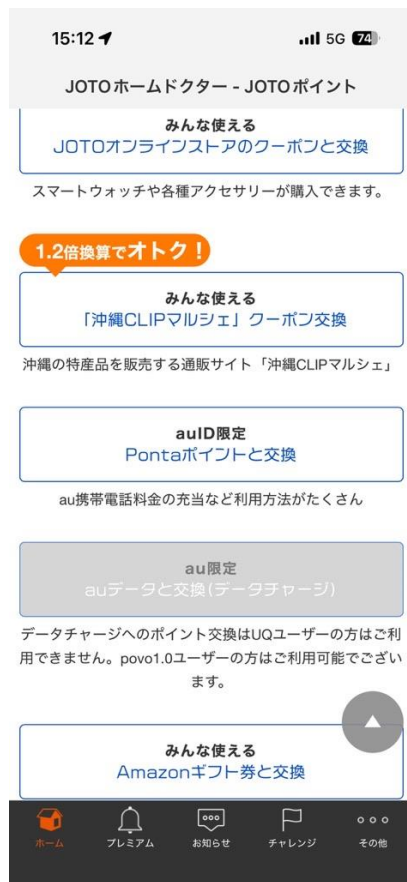 15:12
5G 74
JOTOホームドクター - JOTOポイント
みんな使える
JOTOオンラインストアのクーポンと交換
スマートウォッチや各種アクセサリーが購入できます。
1.2倍換算でオトク！
みんな使える
「沖縄CLIPマルシェ」クーポン交換
沖縄の特産品を販売する通販サイト「沖縄CLIPマルシェ」
auID限定
Pontaポイントと交換
au携帯電話料金の充当など利用方法がたくさん
au限定
auデータと交換(データチャージ)
データチャージへのポイント交換はUQユーザーの方はご利
用できません。povo1.0ユーザーの方はご利用可能でござい
ます。
みんな使える
Amazonギフト券と交換
ホーム プレミアム お知らせ チャレンジ その他